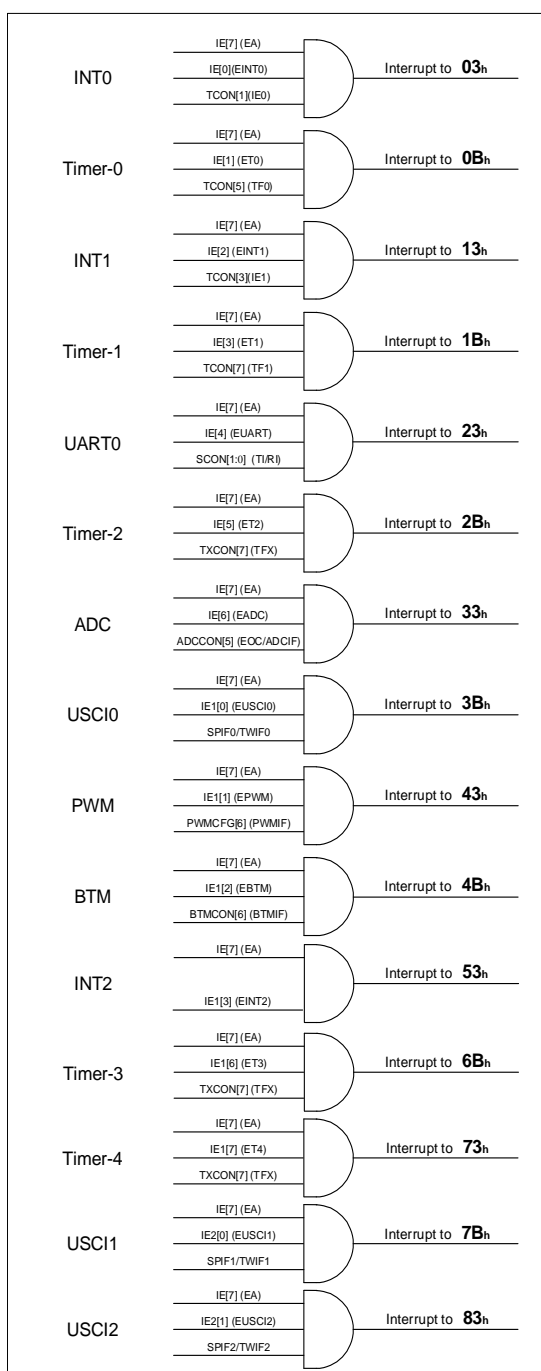 IE[7] (EA)
INT0
IE[0](EINT0)
Interrupt to 03h
TCON[1](IE0)
IE[7] (EA)
Timer-0
IE[1] (ET0)
Interrupt to 0Bh
TCON[5] (TF0)
IE[7] (EA)
INT1
IE[2] (EINT1)
Interrupt to 13h
TCON[3](IE1)
IE[7] (EA)
Timer-1
IE[3] (ET1)
Interrupt to 1Bh
TCON[7] (TF1)
IE[7] (EA)
UART0
IE[4] (EUART)
Interrupt to 23h
SCON[1:0] (TI/RI)
IE[7] (EA)
Timer-2
IE[5] (ET2)
Interrupt to 2Bh
TXCON[7] (TFX)
IE[7] (EA)
ADC
IE[6] (EADC)
Interrupt to 33h
ADCCON[5] (EOC/ADCIF)
IE[7] (EA)
USCI0
IE1[0] (EUSCI0)
Interrupt to 3Bh
SPIF0/TWIF0
IE[7] (EA)
PWM
IE1[1] (EPWM)
Interrupt to 43h
PWMCFG[6] (PWMIF)
IE[7] (EA)
BTM
IE1[2] (EBTM)
Interrupt to 4Bh
BTMCON[6] (BTMIF)
IE[7] (EA)
INT2
Interrupt to 53h
IE1[3] (EINT2)
IE[7] (EA)
Timer-3
IE1[6] (ET3)
Interrupt to 6Bh
TXCON[7] (TFX)
IE[7] (EA)
Timer-4
IE1[7] (ET4)
Interrupt to 73h
TXCON[7] (TFX)
IE[7] (EA)
USCI1
IE2[0] (EUSCI1)
Interrupt to 7Bh
SPIF1/TWIF1
IE[7] (EA)
USCI2
IE2[1] (EUSCI2)
Interrupt to 83h
SPIF2/TWIF2